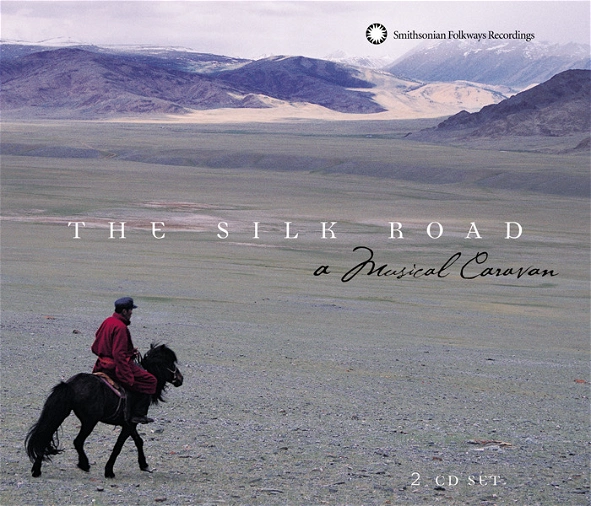 Smithsonian Folkways Recordings
THE SILK ROAD
a Musical Caravan
2 CD SET